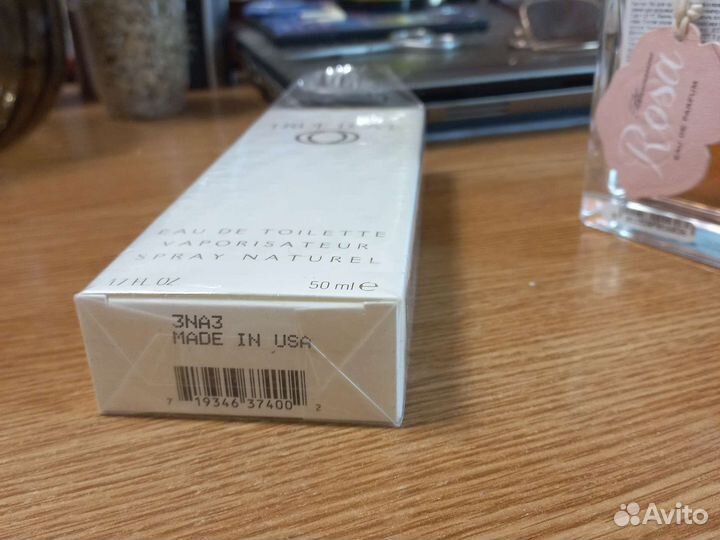 EAU DE TOILETTE
VAPORISATEUR
SPRAY NATUREL
1.7 FL. OZ. 50 ml e
3NA3
MADE IN USA
7 19346 37400 2
Rosa
EAU DE PARFUM
Avito